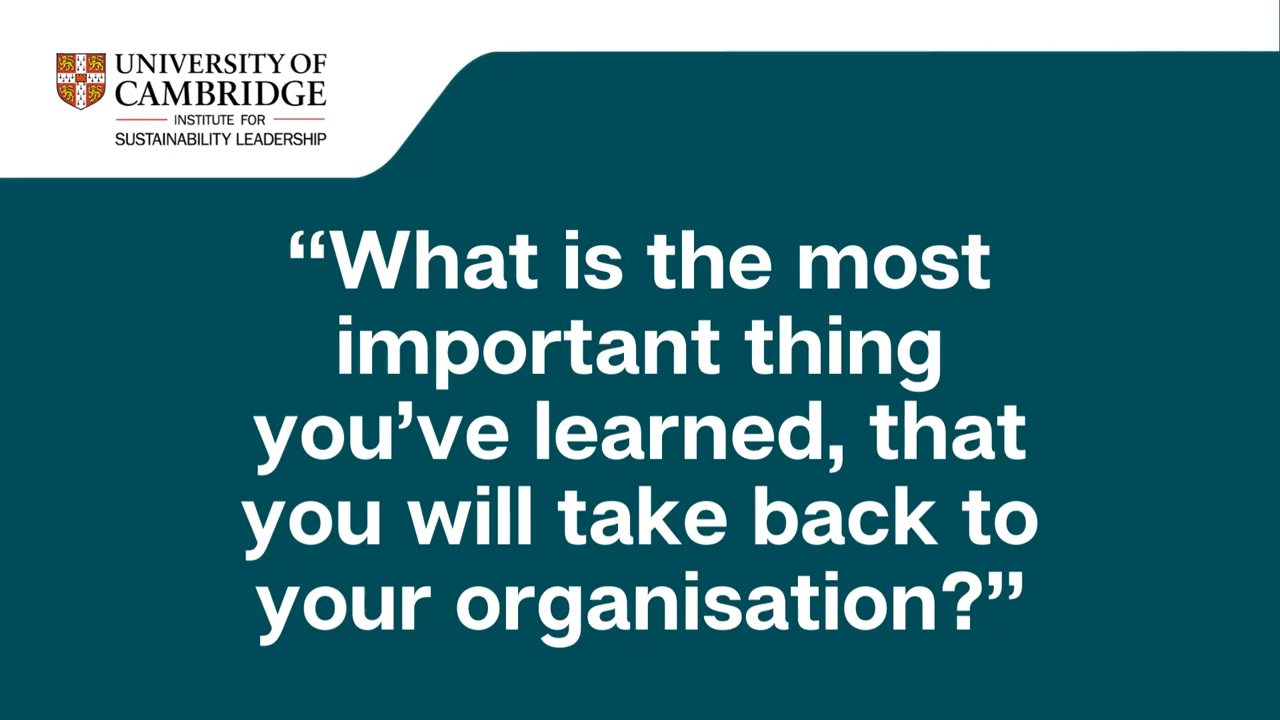 UNIVERSITY OF
CAMBRIDGE
INSTITUTE FOR
SUSTAINABILITY LEADERSHIP
“What is the most
important thing
you’ve learned, that
you will take back to
your organisation?”